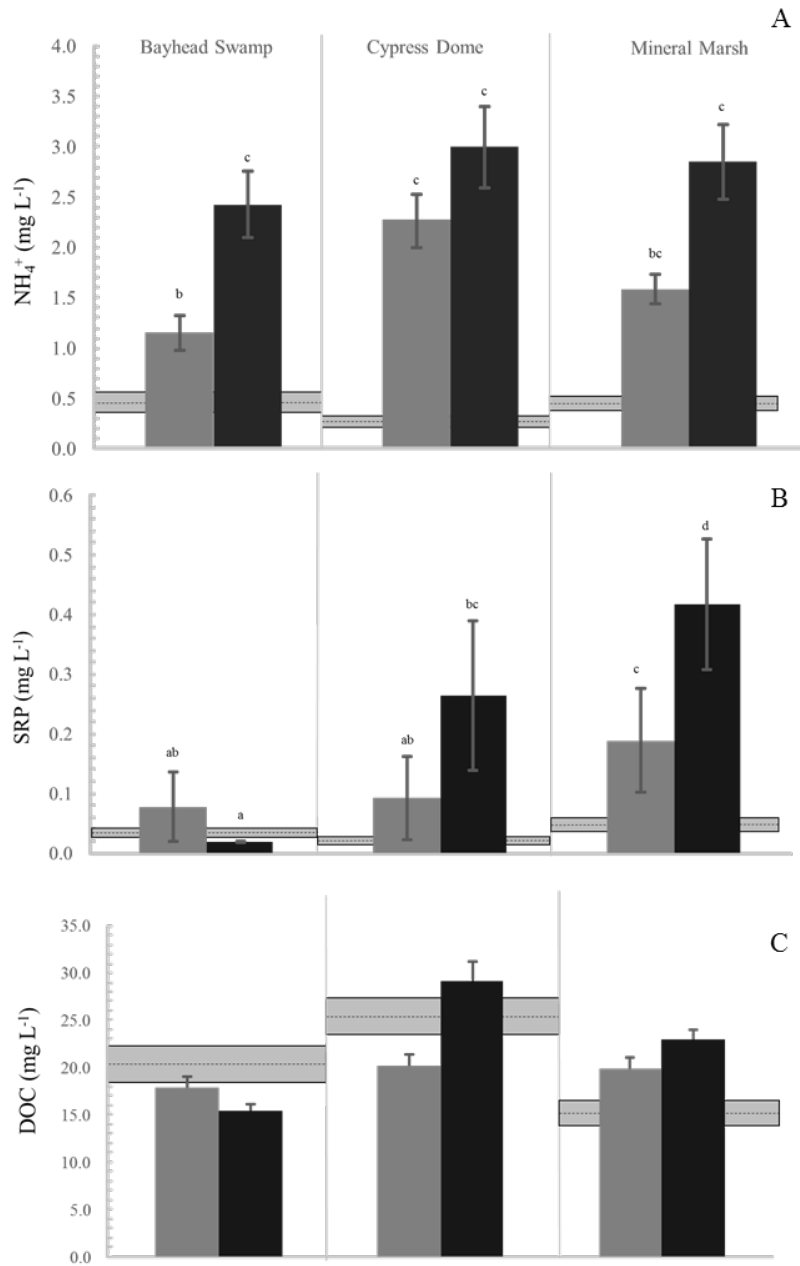 A
Bayhead Swamp Cypress Dome Mineral Marsh
NH₄⁺ (mg L⁻¹)
4.0
3.5
3.0
2.5
2.0
1.5
1.0
0.5
0.0
b
c
c
c
bc
c
B
SRP (mg L⁻¹)
0.6
0.5
0.4
0.3
0.2
0.1
0.0
ab
a
ab
bc
c
d
C
DOC (mg L⁻¹)
35.0
30.0
25.0
20.0
15.0
10.0
5.0
0.0